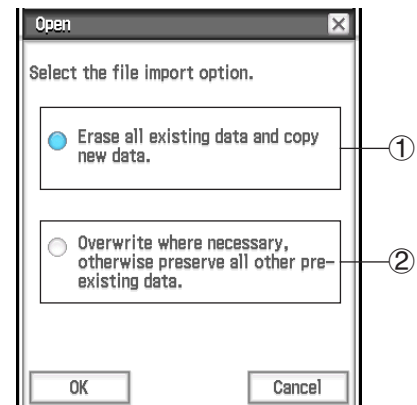 Open
Select the file import option.
Erase all existing data and copy
new data.
①
Overwrite where necessary,
otherwise preserve all other pre-
existing data.
②
OK
Cancel